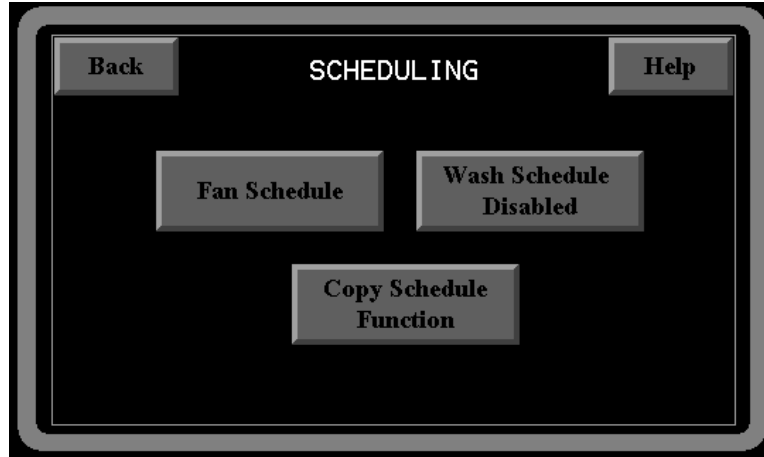 Back
SCHEDULING
Help
Fan Schedule
Wash Schedule
Disabled
Copy Schedule
Function